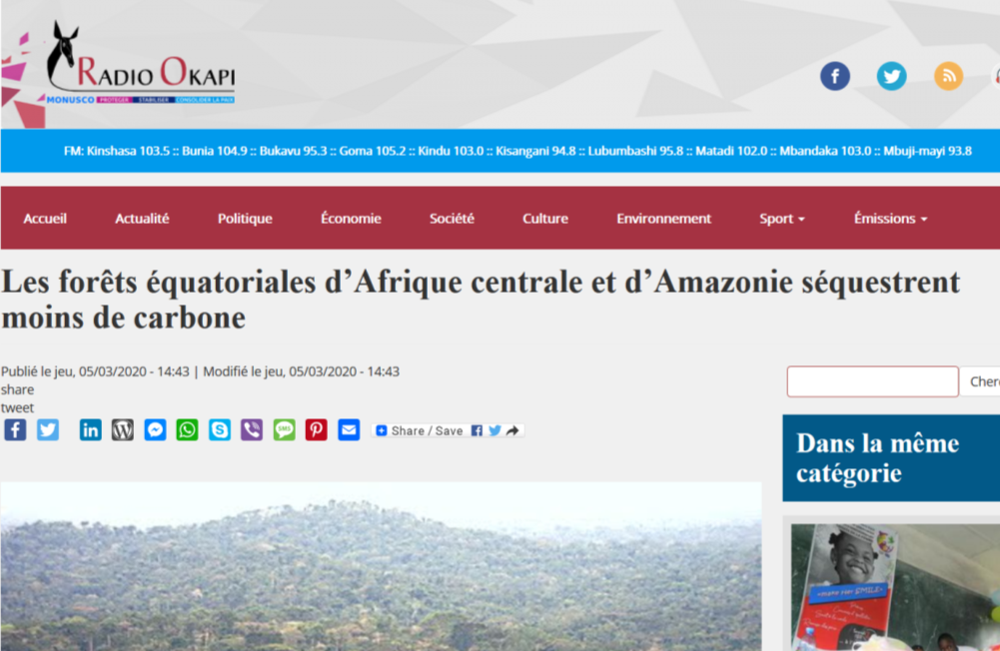 RADIO OKAPI
MONUSCO PROTEGER STABILISER CONSOLIDER LA PAIX
FM: Kinshasa 103.5 :: Bunia 104.9 :: Bukavu 95.3 :: Goma 105.2 :: Kindu 103.0 :: Kisangani 94.8 :: Lubumbashi 95.8 :: Matadi 102.0 :: Mbandaka 103.0 :: Mbuji-mayi 93.8
Accueil Actualité Politique Économie Société Culture Environnement Sport Émissions
Les forêts équatoriales d'Afrique centrale et d'Amazonie séquestrent
moins de carbone
Publié le jeu, 05/03/2020 - 14:43 | Modifié le jeu, 05/03/2020 - 14:43
share
tweet
SMS
Share / Save
Cher
Dans la même
catégorie